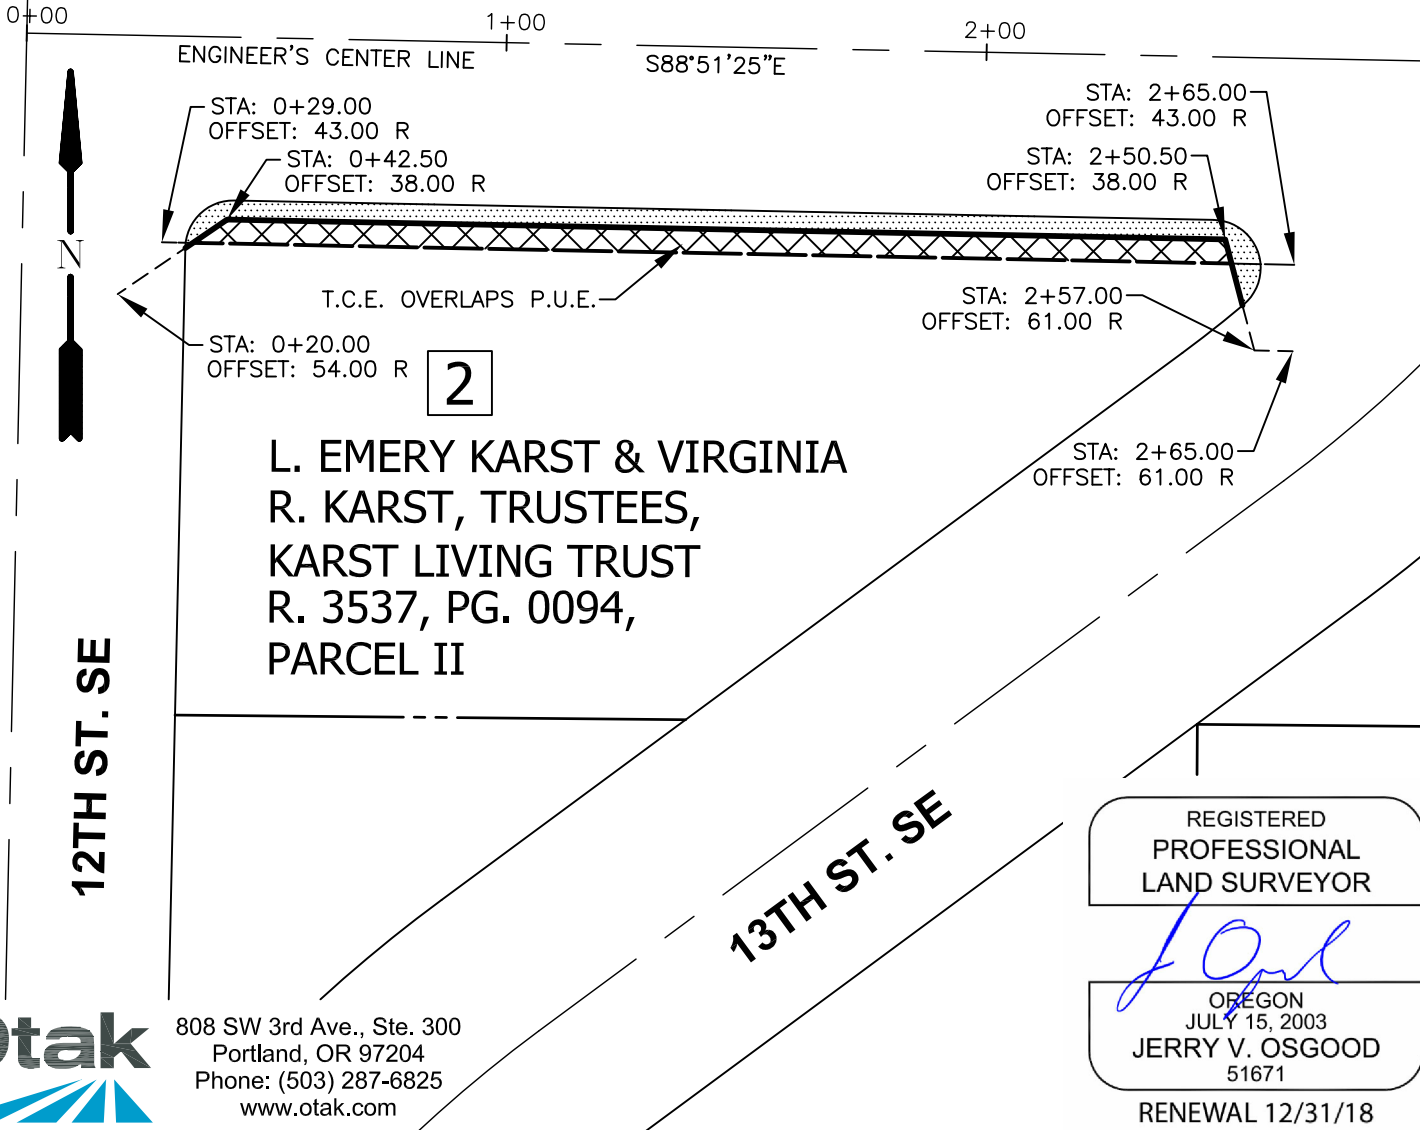 0+00
1+00
2+00
ENGINEER'S CENTER LINE
S88°51'25"E
STA: 0+29.00
OFFSET: 43.00 R
STA: 0+42.50
OFFSET: 38.00 R
STA: 2+65.00
OFFSET: 43.00 R
STA: 2+50.50
OFFSET: 38.00 R
N
T.C.E. OVERLAPS P.U.E.
STA: 2+57.00
OFFSET: 61.00 R
STA: 0+20.00
OFFSET: 54.00 R
2
STA: 2+65.00
OFFSET: 61.00 R
L. EMERY KARST & VIRGINIA
R. KARST, TRUSTEES,
KARST LIVING TRUST
R. 3537, PG. 0094,
PARCEL II
12TH ST. SE
13TH ST. SE
REGISTERED
PROFESSIONAL
LAND SURVEYOR
OREGON
JULY 15, 2003
JERRY V. OSGOOD
51671
RENEWAL 12/31/18
Otak
808 SW 3rd Ave., Ste. 300
Portland, OR 97204
Phone: (503) 287-6825
www.otak.com